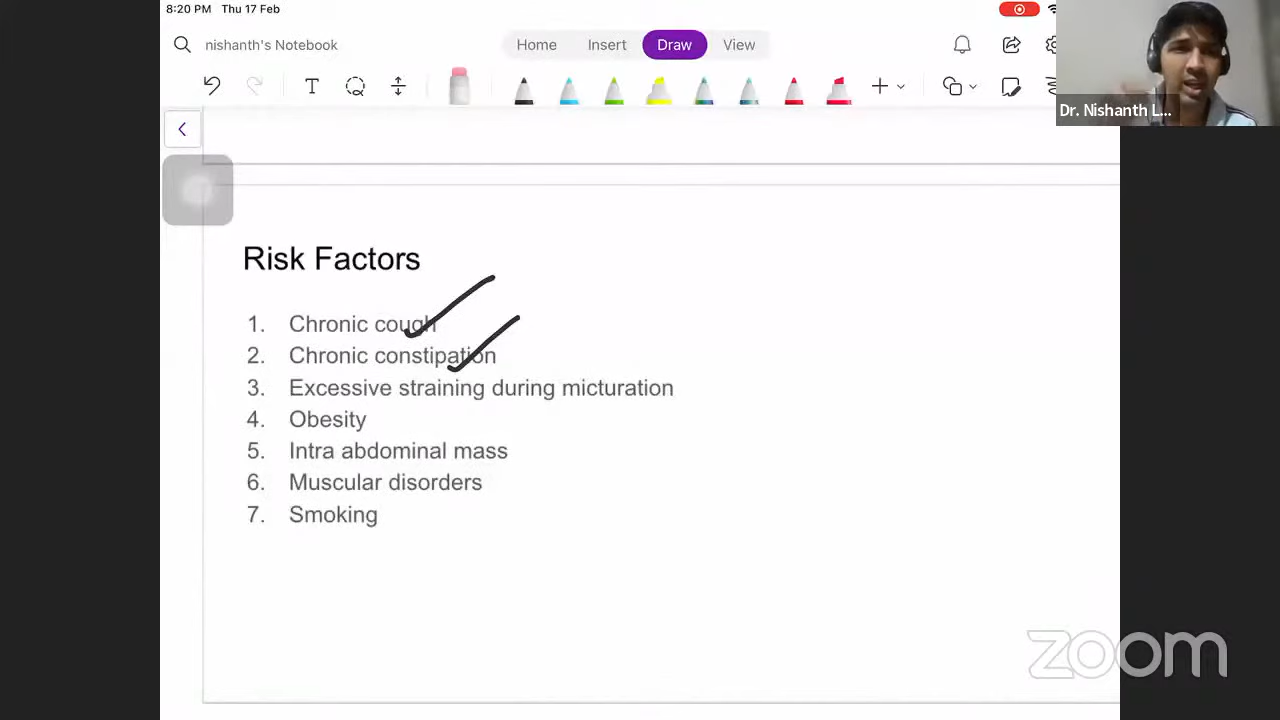 8:20 PM Thu 17 Feb
nishanth's Notebook
Home Insert Draw View
T
Dr. Nishanth L...
Risk Factors
1. Chronic cough
2. Chronic constipation
3. Excessive straining during micturation
4. Obesity
5. Intra abdominal mass
6. Muscular disorders
7. Smoking
zoom